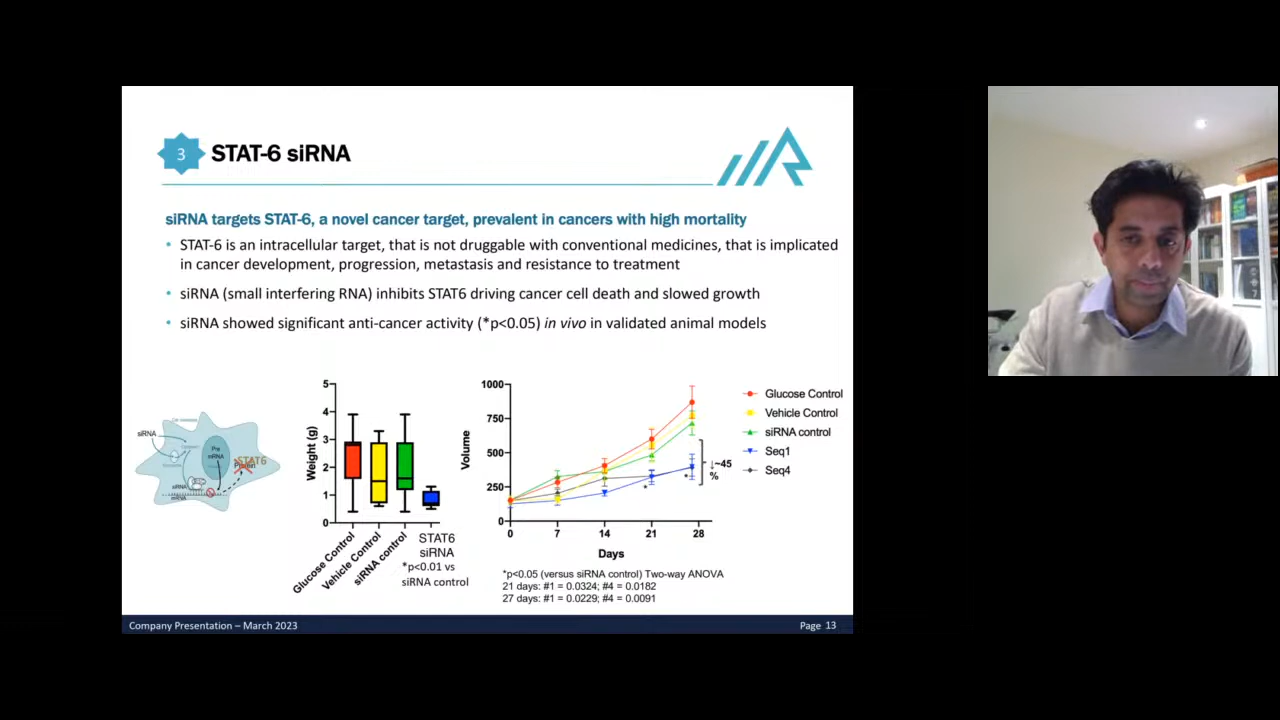 3 STAT-6 siRNA
siRNA targets STAT-6, a novel cancer target, prevalent in cancers with high mortality
• STAT-6 is an intracellular target, that is not druggable with conventional medicines, that is implicated
in cancer development, progression, metastasis and resistance to treatment
• siRNA (small interfering RNA) inhibits STAT6 driving cancer cell death and slowed growth
• siRNA showed significant anti-cancer activity (*p<0.05) in vivo in validated animal models
siRNA
Pre
mRNA
STAT6
Protein
siRNA
mRNA
Weight (g)
5
4
3
2
1
0
Glucose Control
Vehicle Control
siRNA control
STAT6
siRNA
*p<0.01 vs
siRNA control
Volume
1000
750
500
250
0
0 7 14 21 28
Days
* *
↓~45
%
Glucose Control
Vehicle Control
siRNA control
Seq1
Seq4
*p<0.05 (versus siRNA control) Two-way ANOVA
21 days: #1 = 0.0324; #4 = 0.0182
27 days: #1 = 0.0229; #4 = 0.0091
Company Presentation – March 2023
Page 13